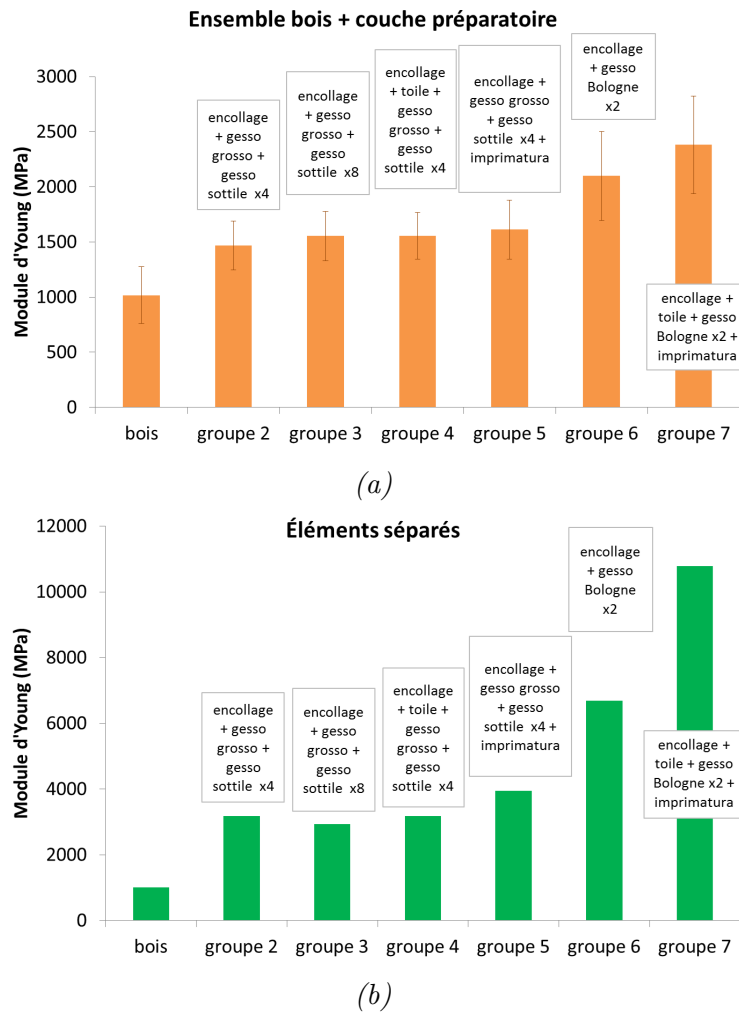 Ensemble bois + couche préparatoire
Module d'Young (MPa)
3000
2500
2000
1500
1000
500
0
encollage
+ gesso
grosso +
gesso
sottile x4
encollage
+ gesso
grosso +
gesso
sottile x8
encollage
+ toile +
gesso
grosso +
gesso
sottile x4
encollage +
gesso grosso
+ gesso
sottile x4 +
imprimatura
encollage
+ gesso
Bologne
x2
encollage +
toile + gesso
Bologne x2 +
imprimatura
bois groupe 2 groupe 3 groupe 4 groupe 5 groupe 6 groupe 7
(a)
Éléments séparés
Module d'Young (MPa)
12000
10000
8000
6000
4000
2000
0
encollage
+ gesso
grosso +
gesso
sottile x4
encollage
+ gesso
grosso +
gesso
sottile x8
encollage
+ toile +
gesso
grosso +
gesso
sottile x4
encollage +
gesso grosso
+ gesso
sottile x4 +
imprimatura
encollage
+ gesso
Bologne
x2
encollage +
toile + gesso
Bologne x2 +
imprimatura
bois groupe 2 groupe 3 groupe 4 groupe 5 groupe 6 groupe 7
(b)